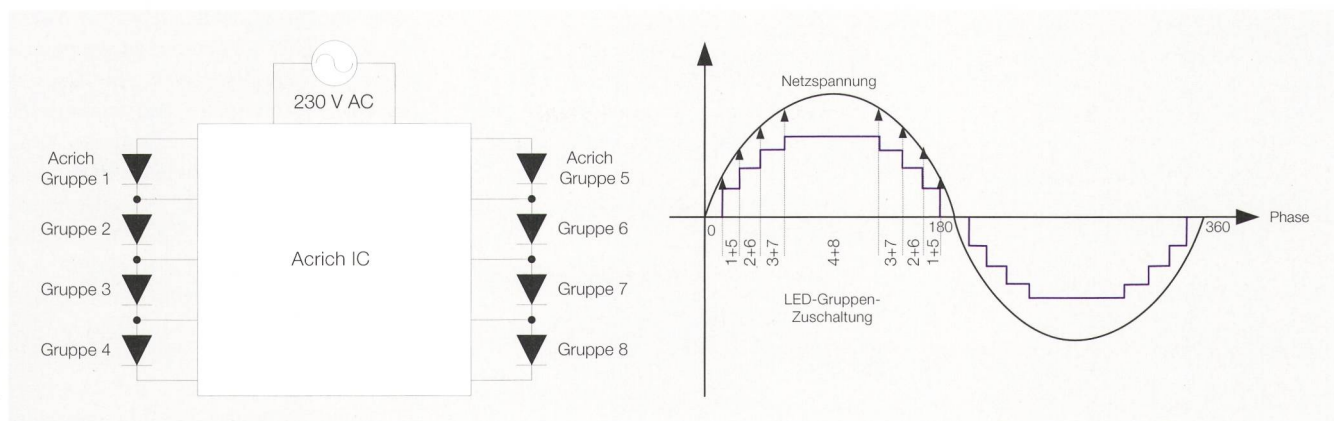 230 V AC
Acrich
Gruppe 1
Gruppe 2
Gruppe 3
Gruppe 4
Acrich IC
Acrich
Gruppe 5
Gruppe 6
Gruppe 7
Gruppe 8
Netzspannung
0
180
360
Phase
1+5
2+6
3+7
4+8
3+7
2+6
1+5
LED-Gruppen-
Zuschaltung